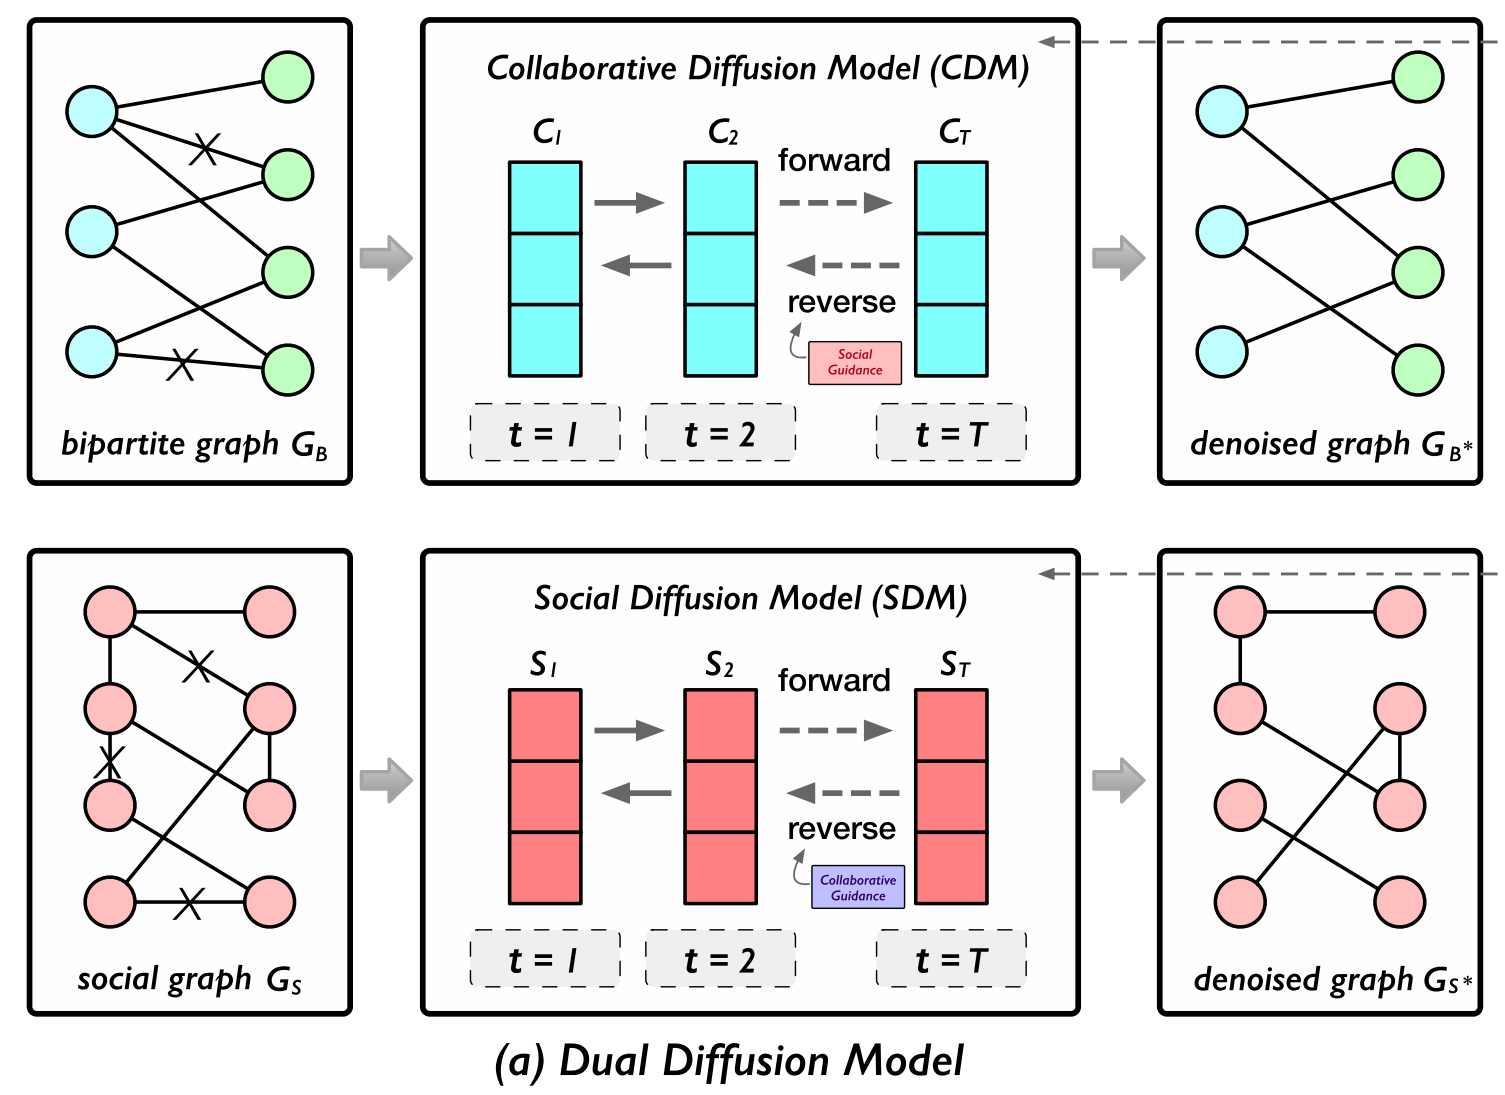 Collaborative Diffusion Model (CDM)
C1
C2
CT
forward
reverse
Social
Guidance
t = 1
t = 2
t = T
bipartite graph GB
denoised graph GB*
Social Diffusion Model (SDM)
S1
S2
ST
forward
reverse
Collaborative
Guidance
t = 1
t = 2
t = T
social graph GS
denoised graph GS*
(a) Dual Diffusion Model